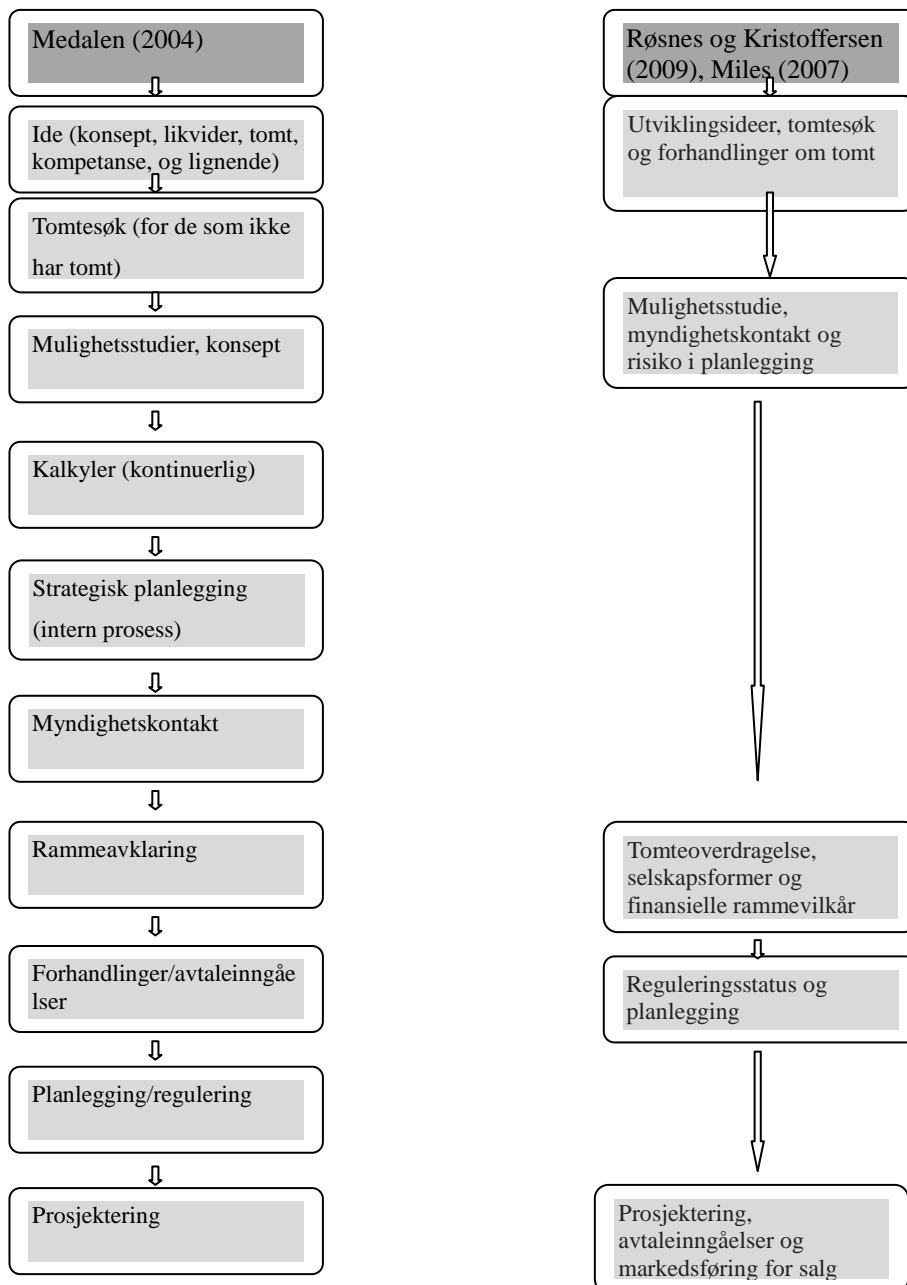 Medalen (2004)
Ide (konsept, likvider, tomt,
kompetanse, og lignende)
Tomtesøk (for de som ikke
har tomt)
Mulighetsstudier, konsept
Kalkyler (kontinuerlig)
Strategisk planlegging
(intern prosess)
Myndighetskontakt
Rammeavklaring
Forhandlinger/avtaleinngåe
lser
Planlegging/regulering
Prosjektering
Røsnes og Kristoffersen
(2009), Miles (2007)
Utviklingsideer, tomtesøk
og forhandlinger om tomt
Mulighetsstudie,
myndighetskontakt og
risiko i planlegging
Tomteoverdragelse,
selskapsformer og
finansielle rammevilkår
Reguleringsstatus og
planlegging
Prosjektering,
avtaleinngåelser og
markedsføring for salg